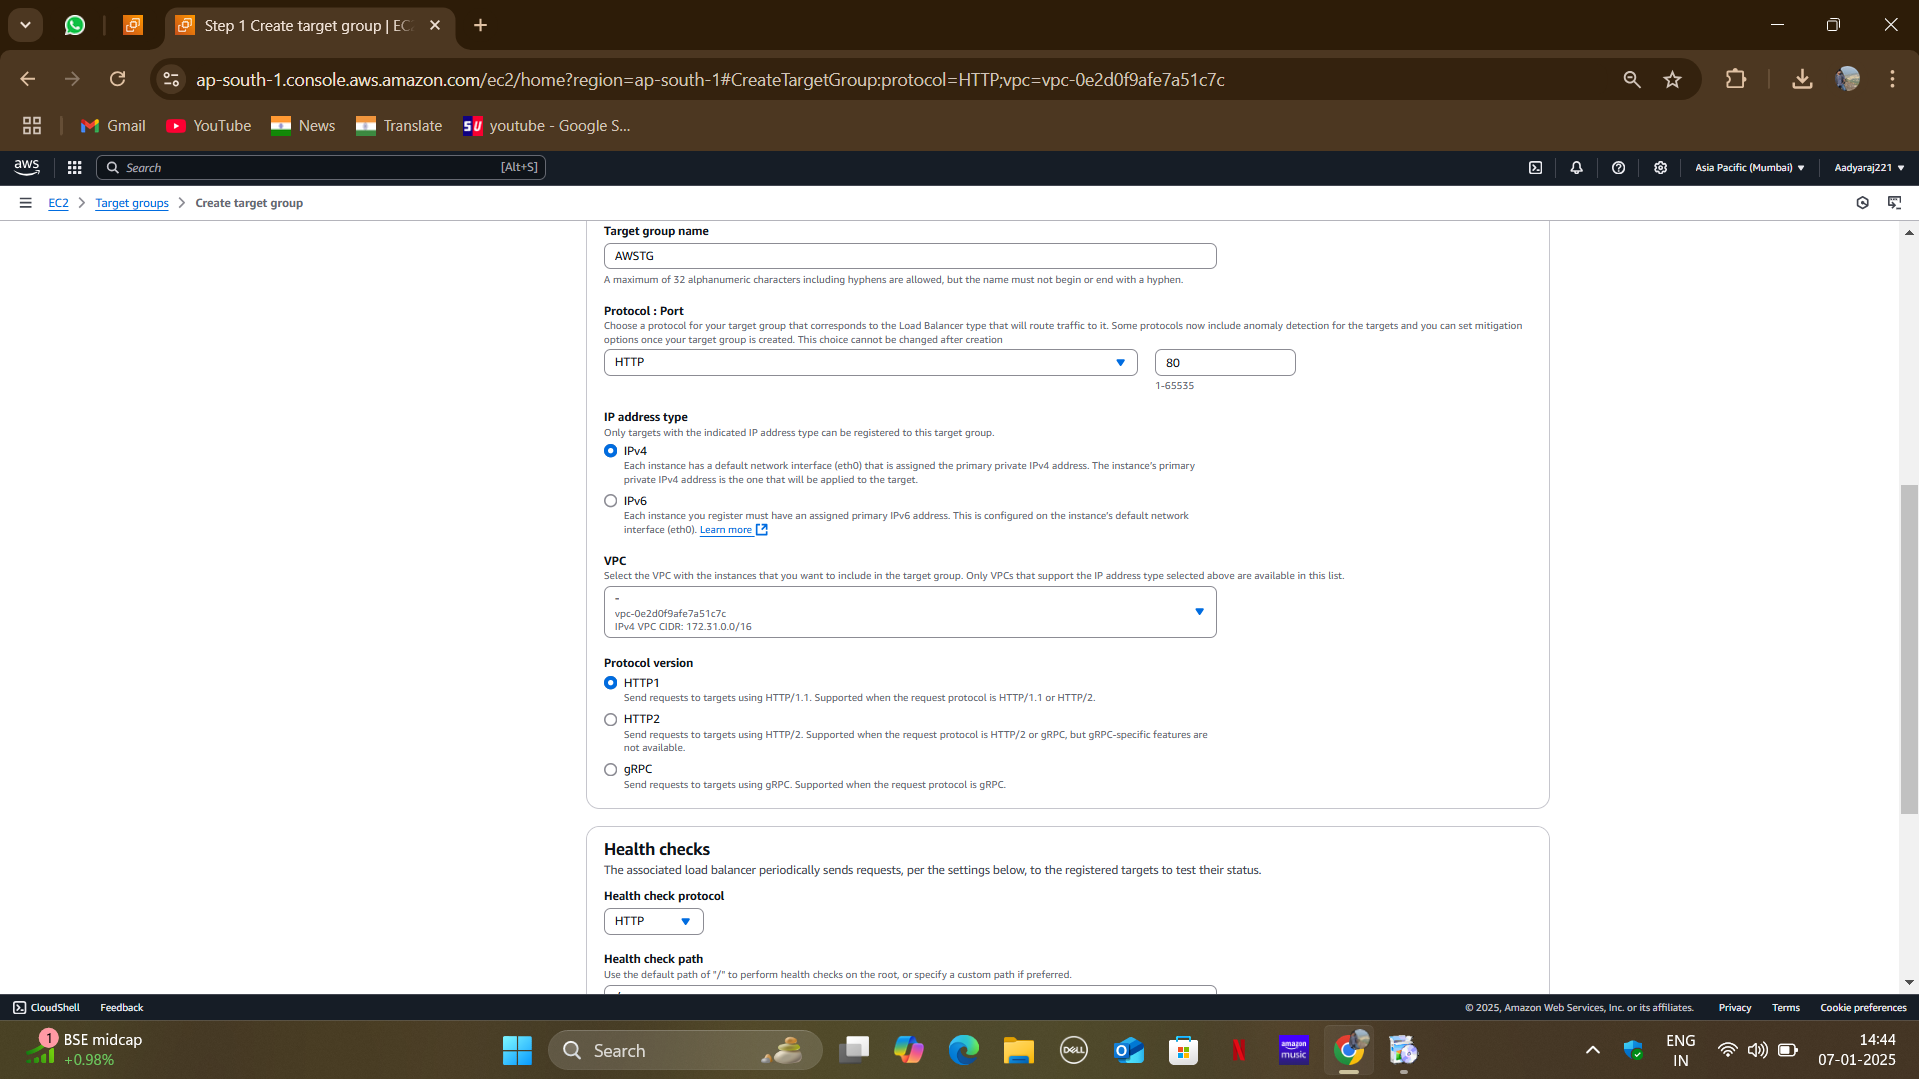 Step 1 Create target group | EC
ap-south-1.console.aws.amazon.com/ec2/home?region=ap-south-1#CreateTargetGroup:protocol=HTTP;vpc=vpc-0e2d0f9afe7a51c7c
Gmail
YouTube
News
Translate
SU
youtube - Google S...
aws
Search
[Alt+S]
Asia Pacific (Mumbai)
Aadyaraj221
EC2
Target groups
Create target group
Target group name
AWSTG
A maximum of 32 alphanumeric characters including hyphens are allowed, but the name must not begin or end with a hyphen.
Protocol : Port
Choose a protocol for your target group that corresponds to the Load Balancer type that will route traffic to it. Some protocols now include anomaly detection for the targets and you can set mitigation
options once your target group is created. This choice cannot be changed after creation
HTTP
80
1-65535
IP address type
Only targets with the indicated IP address type can be registered to this target group.
IPv4
Each instance has a default network interface (eth0) that is assigned the primary private IPv4 address. The instance's primary
private IPv4 address is the one that will be applied to the target.
IPv6
Each instance you register must have an assigned primary IPv6 address. This is configured on the instance's default network
interface (eth0). Learn more
VPC
Select the VPC with the instances that you want to include in the target group. Only VPCs that support the IP address type selected above are available in this list.
-
vpc-0e2d0f9afe7a51c7c
IPv4 VPC CIDR: 172.31.0.0/16
Protocol version
HTTP1
Send requests to targets using HTTP/1.1. Supported when the request protocol is HTTP/1.1 or HTTP/2.
HTTP2
Send requests to targets using HTTP/2. Supported when the request protocol is HTTP/2 or gRPC, but gRPC-specific features are
not available.
gRPC
Send requests to targets using gRPC. Supported when the request protocol is gRPC.
Health checks
The associated load balancer periodically sends requests, per the settings below, to the registered targets to test their status.
Health check protocol
HTTP
Health check path
Use the default path of "/" to perform health checks on the root, or specify a custom path if preferred.
CloudShell
Feedback
© 2025, Amazon Web Services, Inc. or its affiliates.
Privacy
Terms
Cookie preferences
1
BSE midcap
+0.98%
Search
DELL
amazon
music
ENG
IN
14:44
07-01-2025